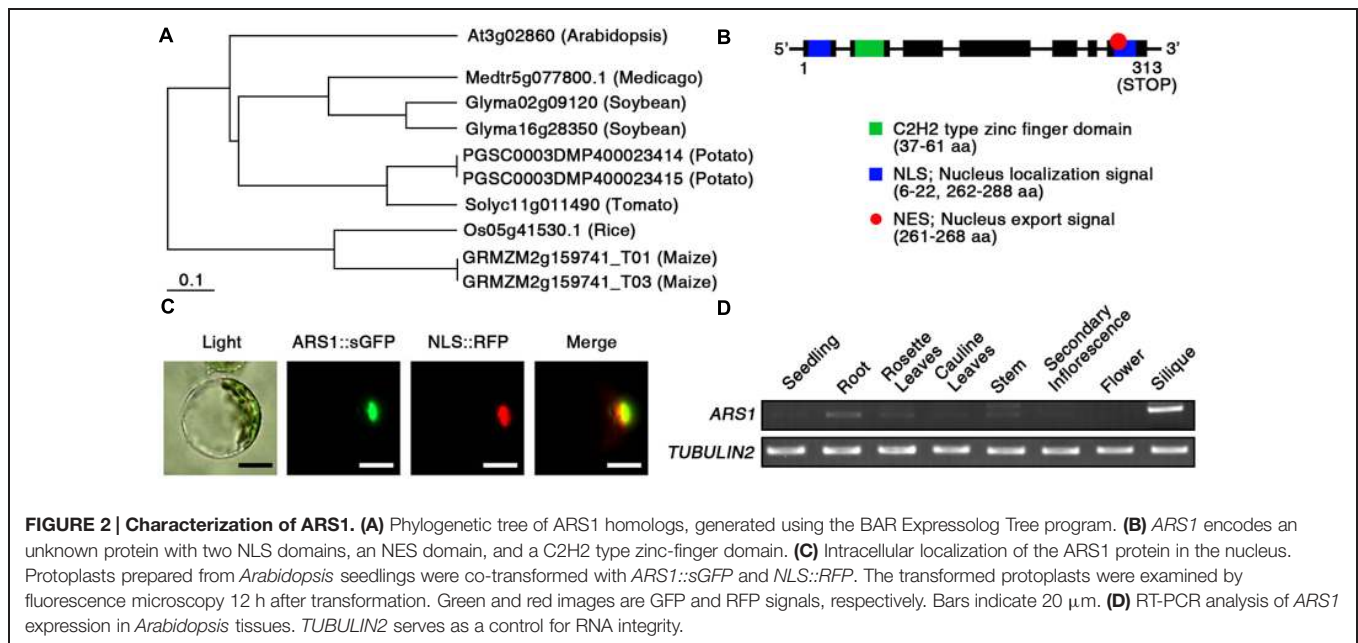 A
At3g02860 (Arabidopsis)
Medtr5g077800.1 (Medicago)
Glyma02g09120 (Soybean)
Glyma16g28350 (Soybean)
PGSC0003DMP400023414 (Potato)
PGSC0003DMP400023415 (Potato)
Solyc11g011490 (Tomato)
Os05g41530.1 (Rice)
GRMZM2g159741_T01 (Maize)
GRMZM2g159741_T03 (Maize)
0.1
B
5' 3'
1 313
(STOP)
C2H2 type zinc finger domain
(37-61 aa)
NLS; Nucleus localization signal
(6-22, 262-288 aa)
NES; Nucleus export signal
(261-268 aa)
C
Light ARS1::sGFP NLS::RFP Merge
D
Seedling
Root
Rosette
Leaves
Cauline
Leaves
Stem
Secondary
Inflorescence
Flower
Silique
ARS1
TUBULIN2
FIGURE 2 | Characterization of ARS1. (A) Phylogenetic tree of ARS1 homologs, generated using the BAR Expressolog Tree program. (B) ARS1 encodes an
unknown protein with two NLS domains, an NES domain, and a C2H2 type zinc-finger domain. (C) Intracellular localization of the ARS1 protein in the nucleus.
Protoplasts prepared from Arabidopsis seedlings were co-transformed with ARS1::sGFP and NLS::RFP. The transformed protoplasts were examined by
fluorescence microscopy 12 h after transformation. Green and red images are GFP and RFP signals, respectively. Bars indicate 20 μm. (D) RT-PCR analysis of ARS1
expression in Arabidopsis tissues. TUBULIN2 serves as a control for RNA integrity.